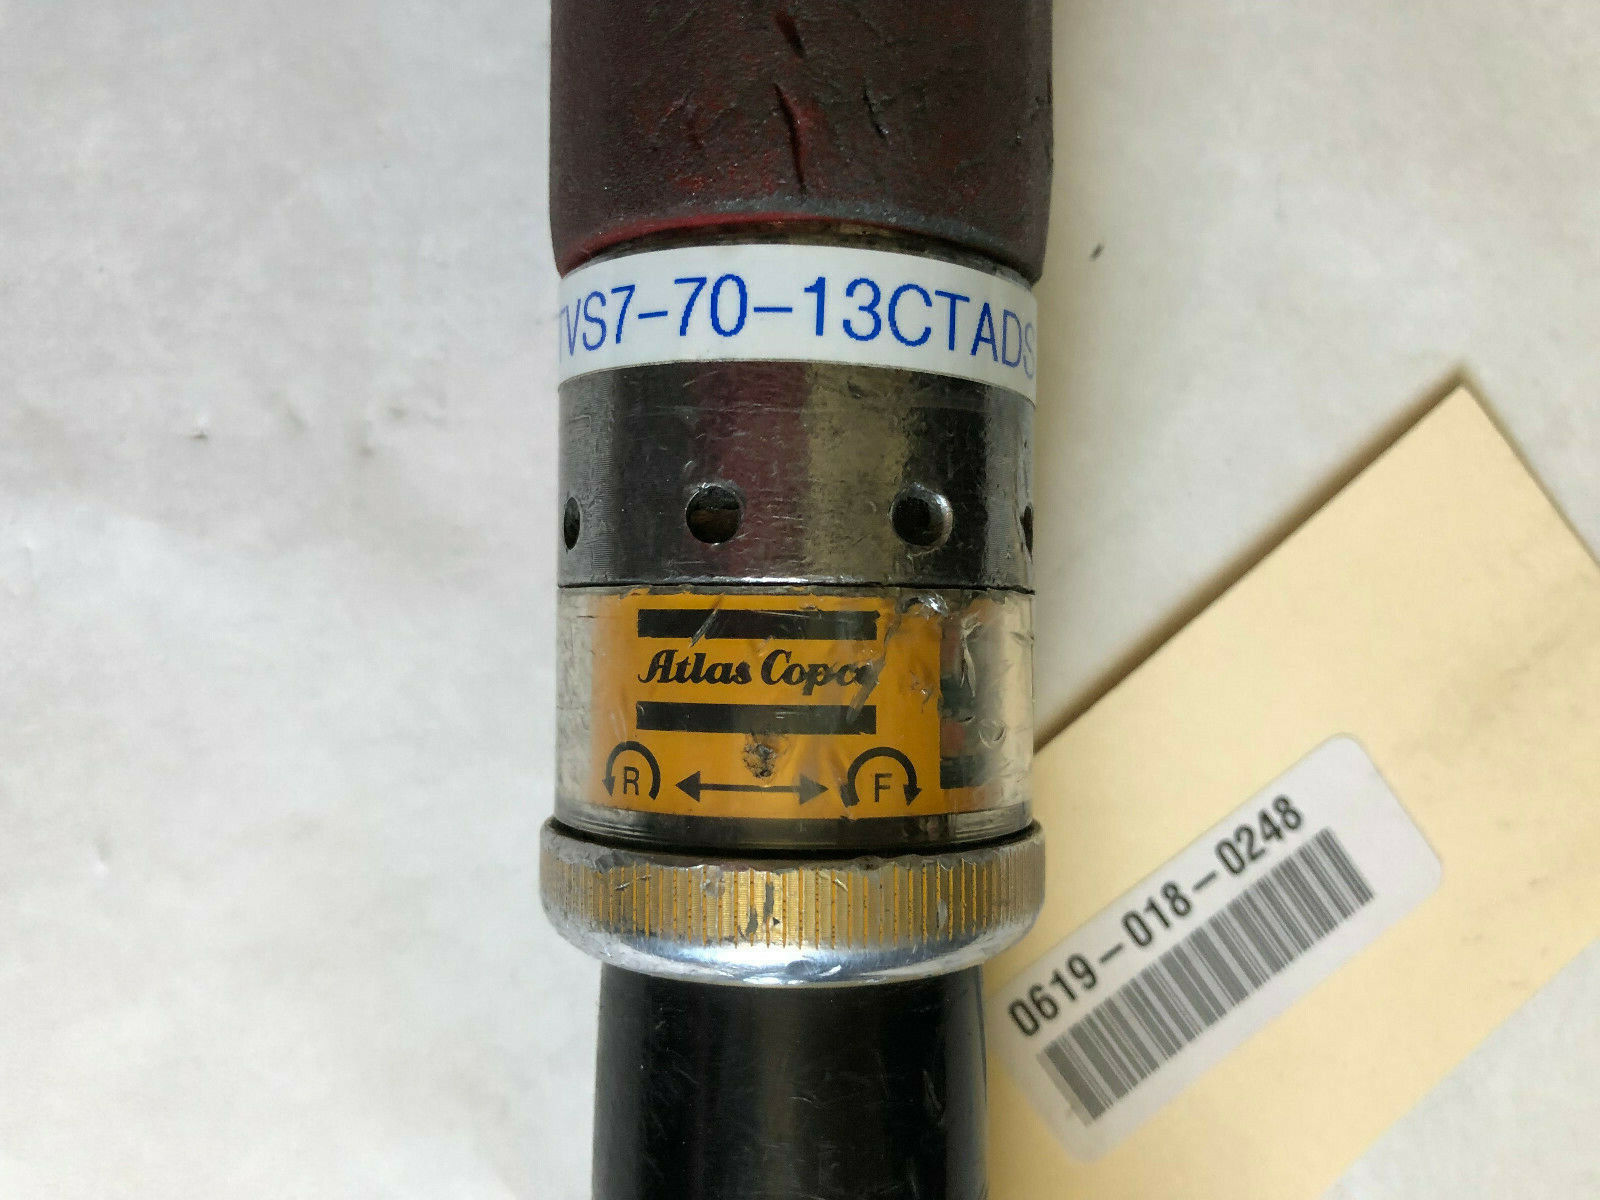 TVS7-70-13CTADS
Atlas Copco
R F
0619-018-0248